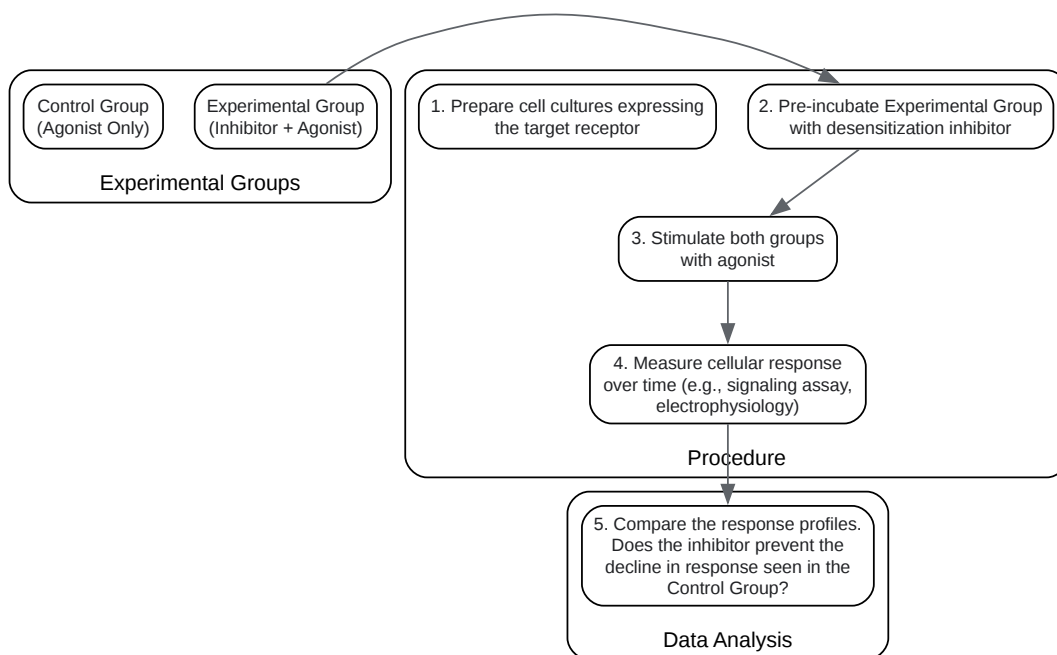 Control Group
(Agonist Only)
Experimental Group
(Inhibitor + Agonist)
Experimental Groups
1. Prepare cell cultures expressing
the target receptor
2. Pre-incubate Experimental Group
with desensitization inhibitor
3. Stimulate both groups
with agonist
4. Measure cellular response
over time (e.g., signaling assay,
electrophysiology)
Procedure
5. Compare the response profiles.
Does the inhibitor prevent the
decline in response seen in the
Control Group?
Data Analysis